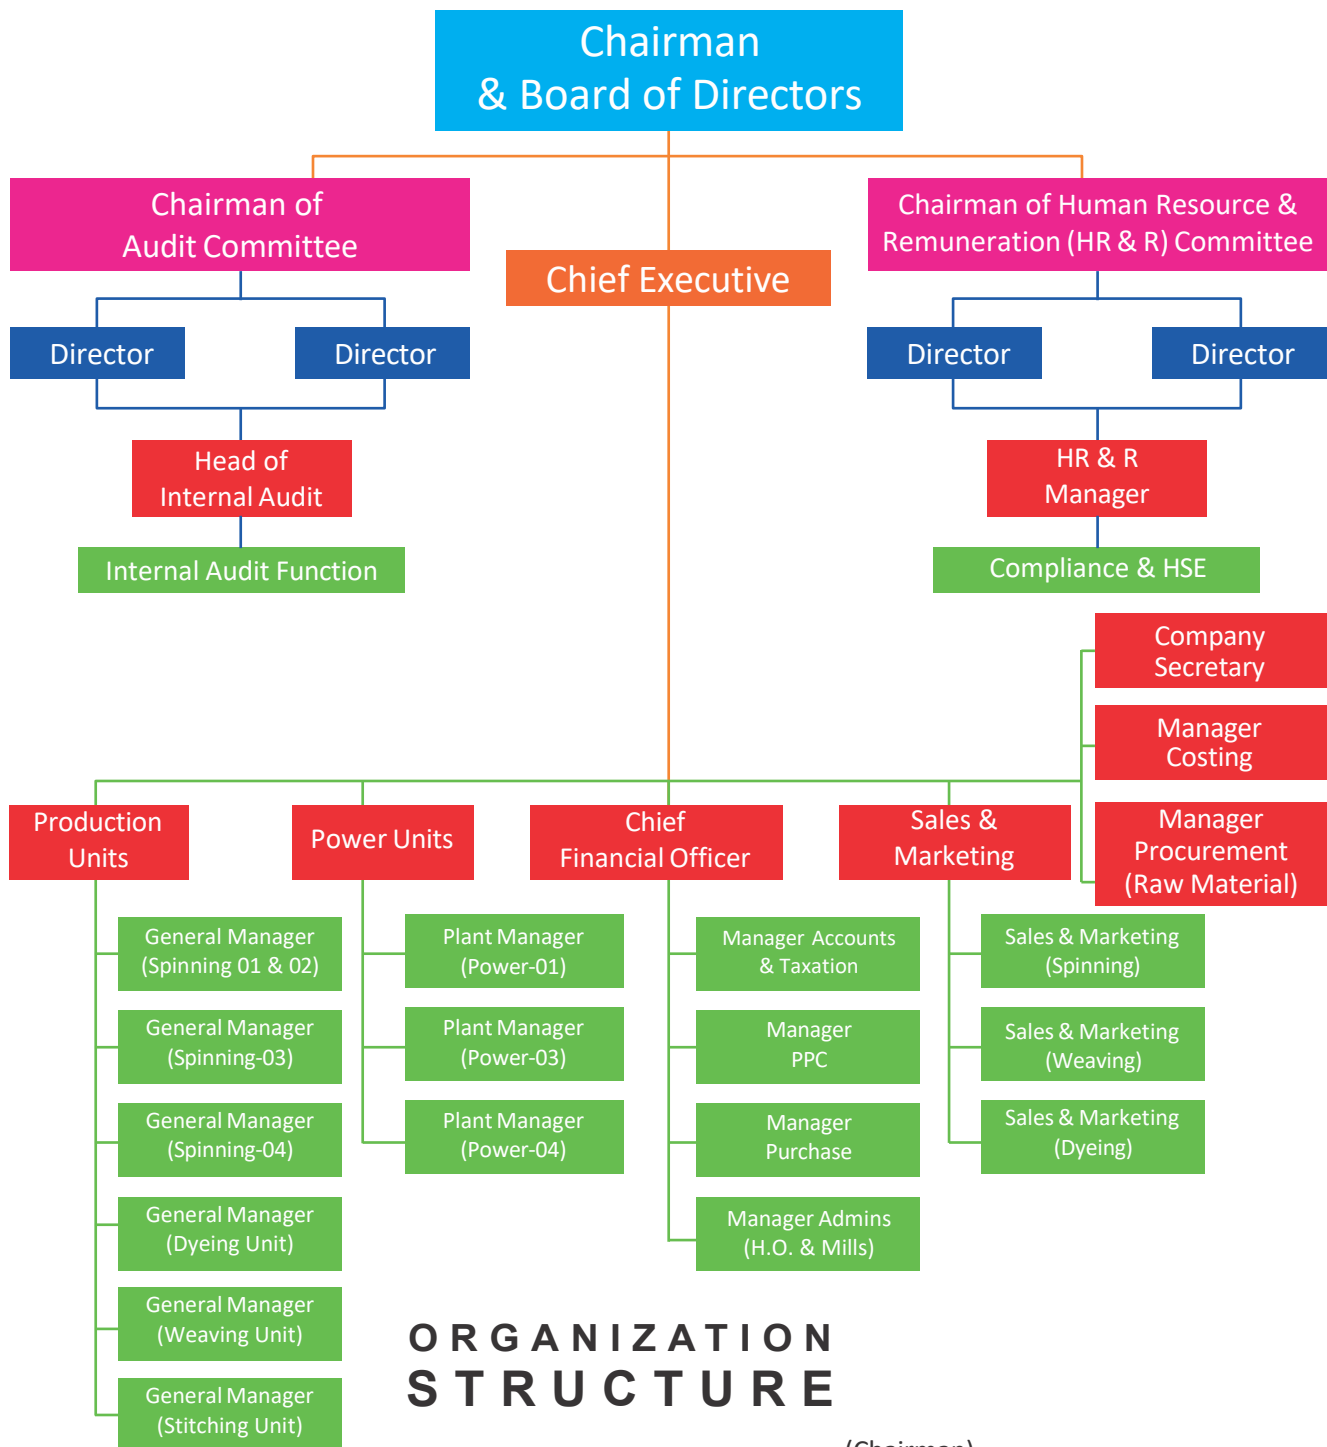 Chairman
& Board of Directors
Chairman of
Audit Committee
Chairman of Human Resource &
Remuneration (HR & R) Committee
Chief Executive
Director
Director
Director
Director
Head of
Internal Audit
HR & R
Manager
Internal Audit Function
Compliance & HSE
Company
Secretary
Manager
Costing
Manager
Procurement
(Raw Material)
Production
Units
Power Units
Chief
Financial Officer
Sales &
Marketing
General Manager
(Spinning 01 & 02)
General Manager
(Spinning-03)
General Manager
(Spinning-04)
General Manager
(Dyeing Unit)
General Manager
(Weaving Unit)
General Manager
(Stitching Unit)
Plant Manager
(Power-01)
Plant Manager
(Power-03)
Plant Manager
(Power-04)
Manager Accounts
& Taxation
Manager
PPC
Manager
Purchase
Manager Admins
(H.O. & Mills)
Sales & Marketing
(Spinning)
Sales & Marketing
(Weaving)
Sales & Marketing
(Dyeing)
ORGANIZATION
STRUCTURE
(Chairman)